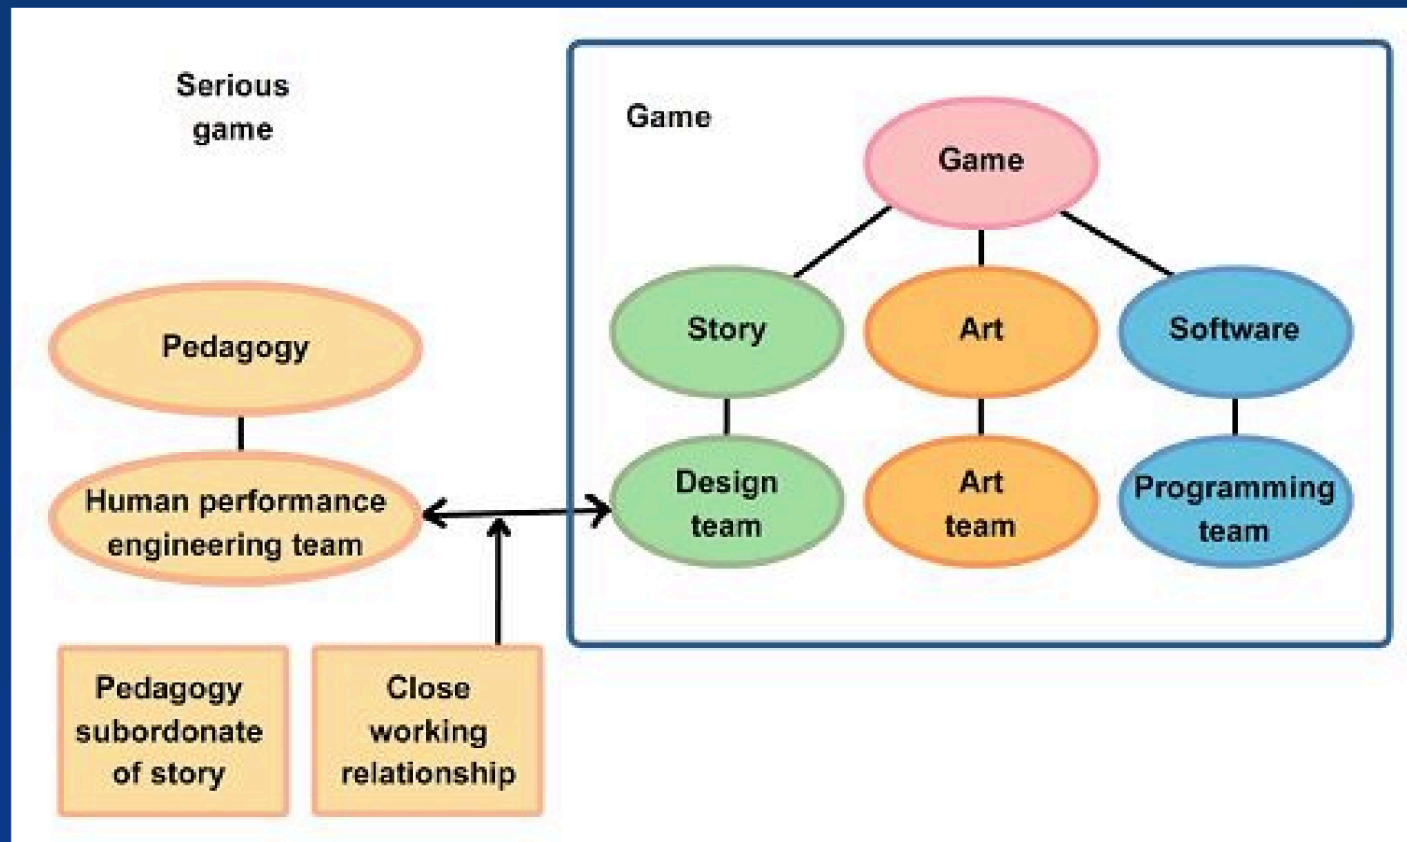 Serious
game
Game
Game
Story
Art
Software
Pedagogy
Human performance
engineering team
Design
team
Art
team
Programming
team
Pedagogy
subordonate
of story
Close
working
relationship